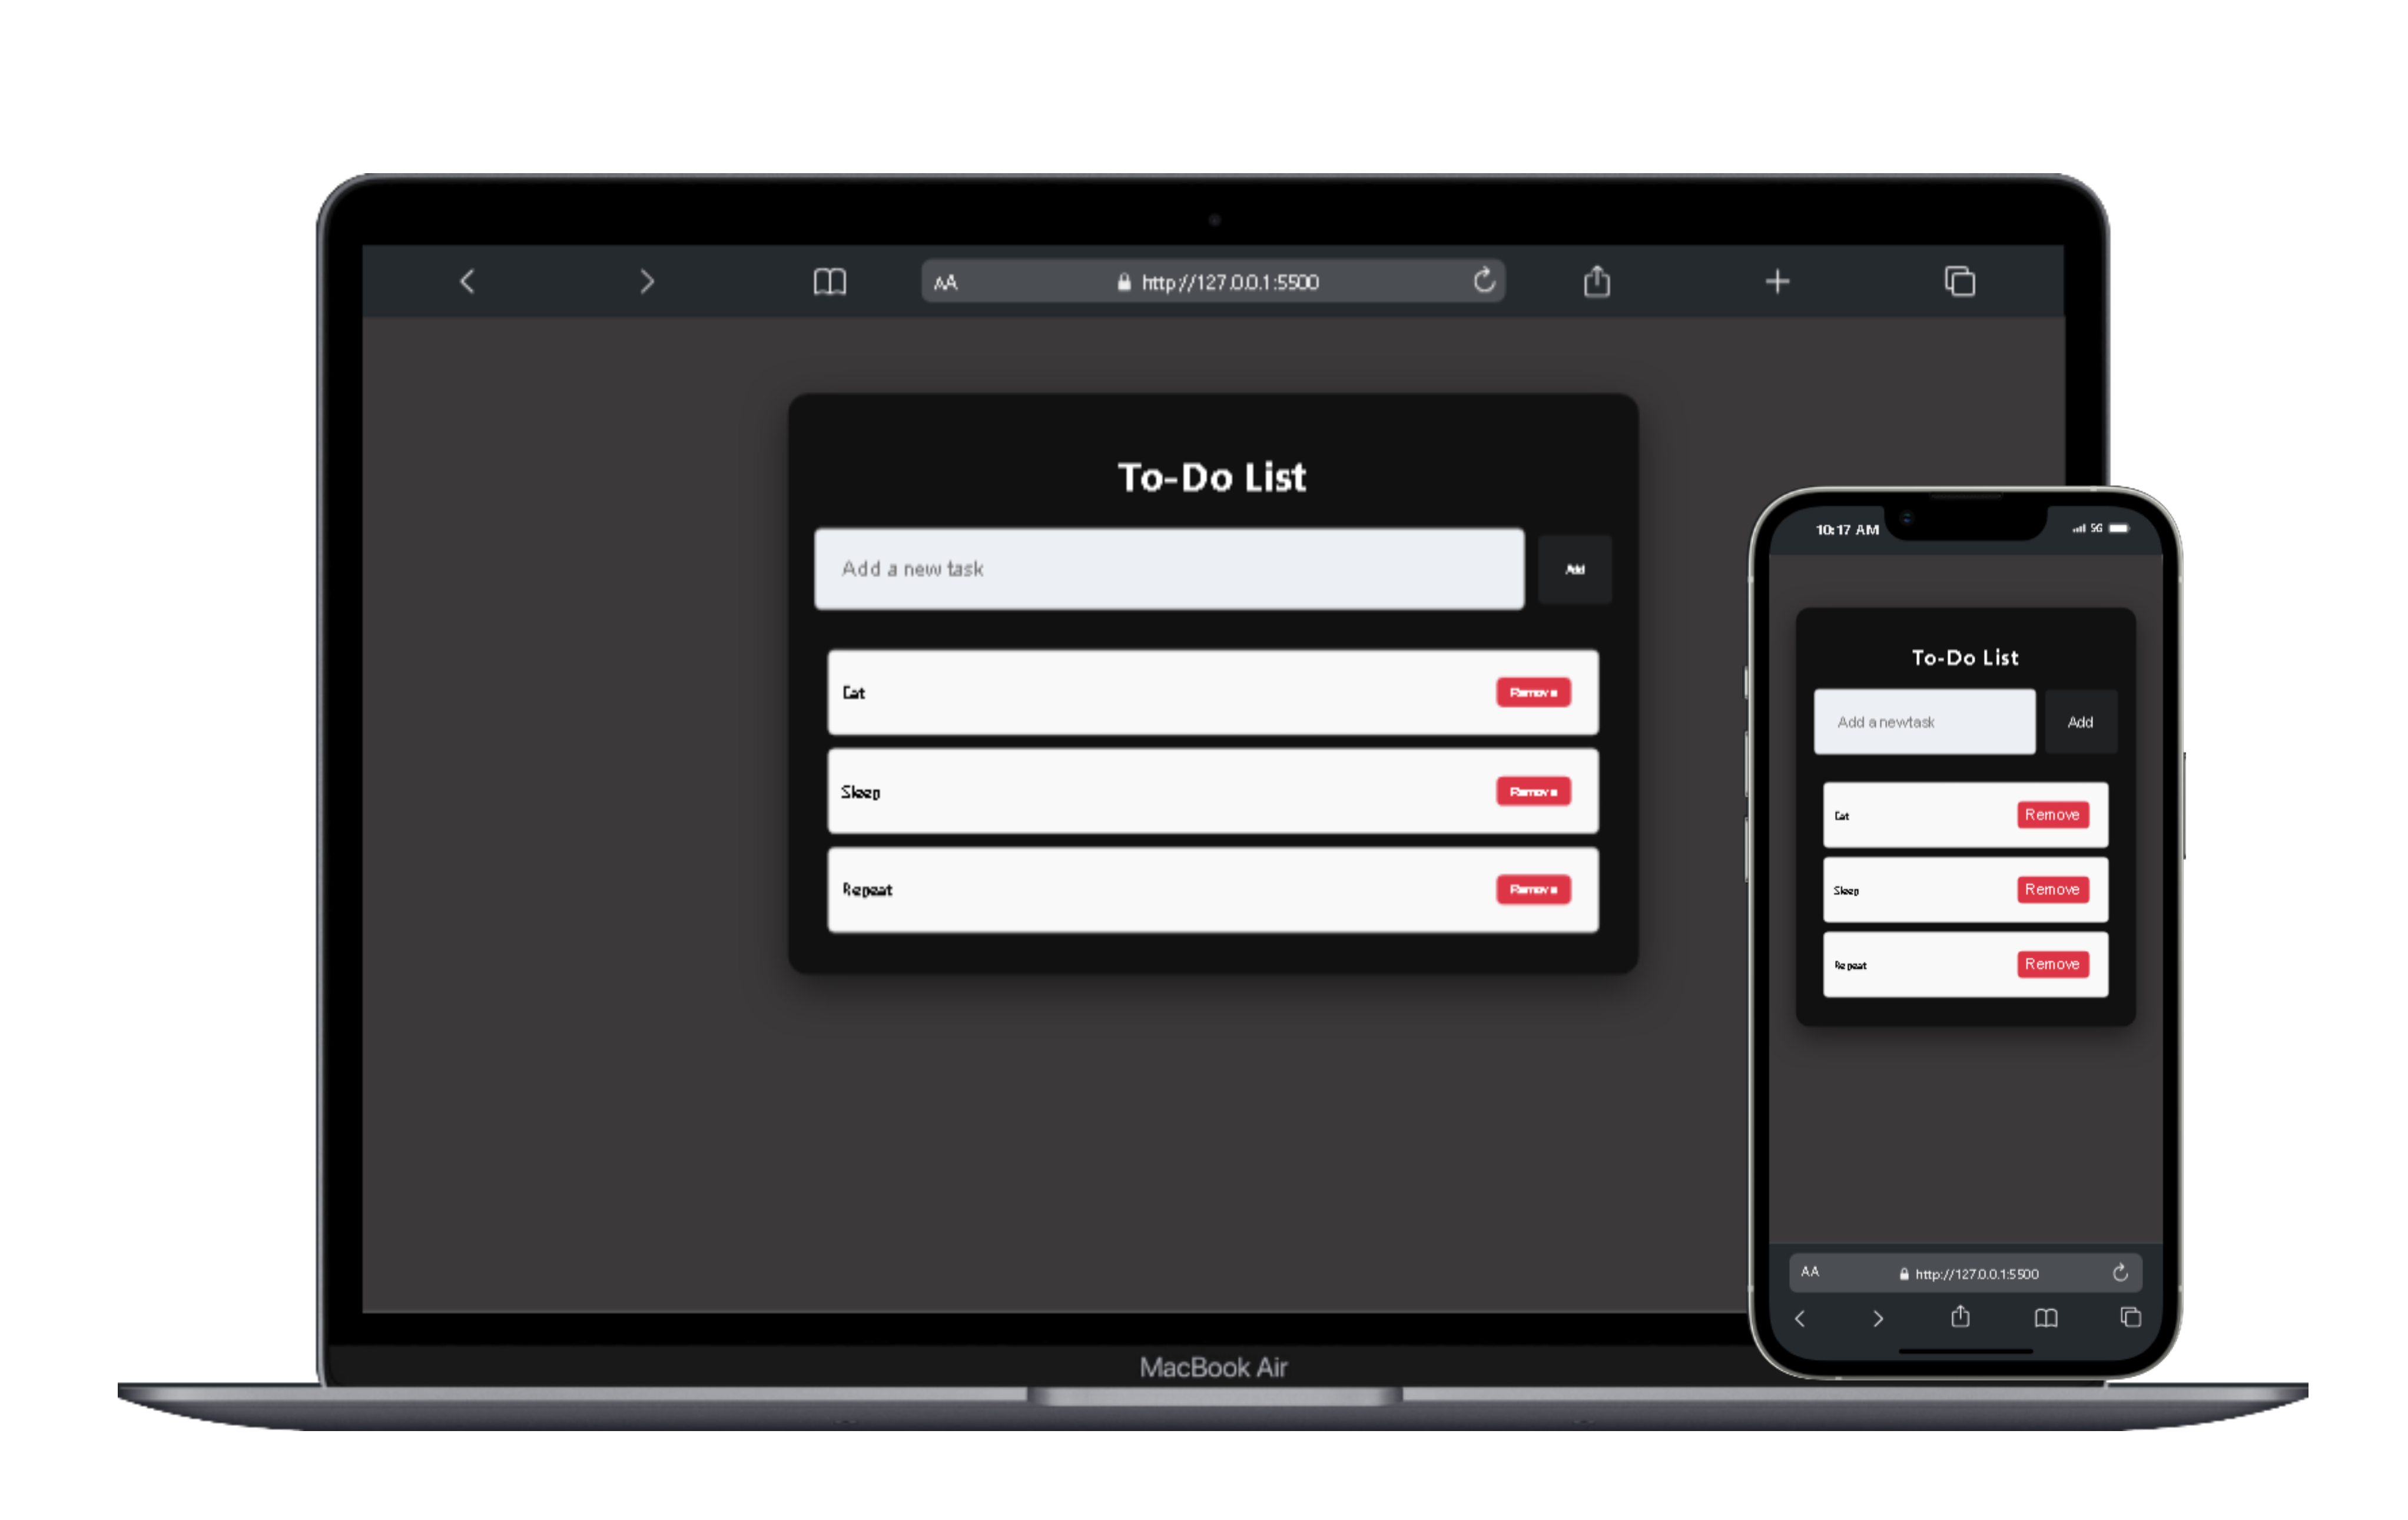 AA http://127.0.0.1:5500
To-Do List
Add a new task Add
Eat Remove
Sleep Remove
Repeat Remove
MacBook Air
10:17 AM 5G
To-Do List
Add a new task Add
Eat Remove
Sleep Remove
Repeat Remove
AA http://127.0.0.1:5500